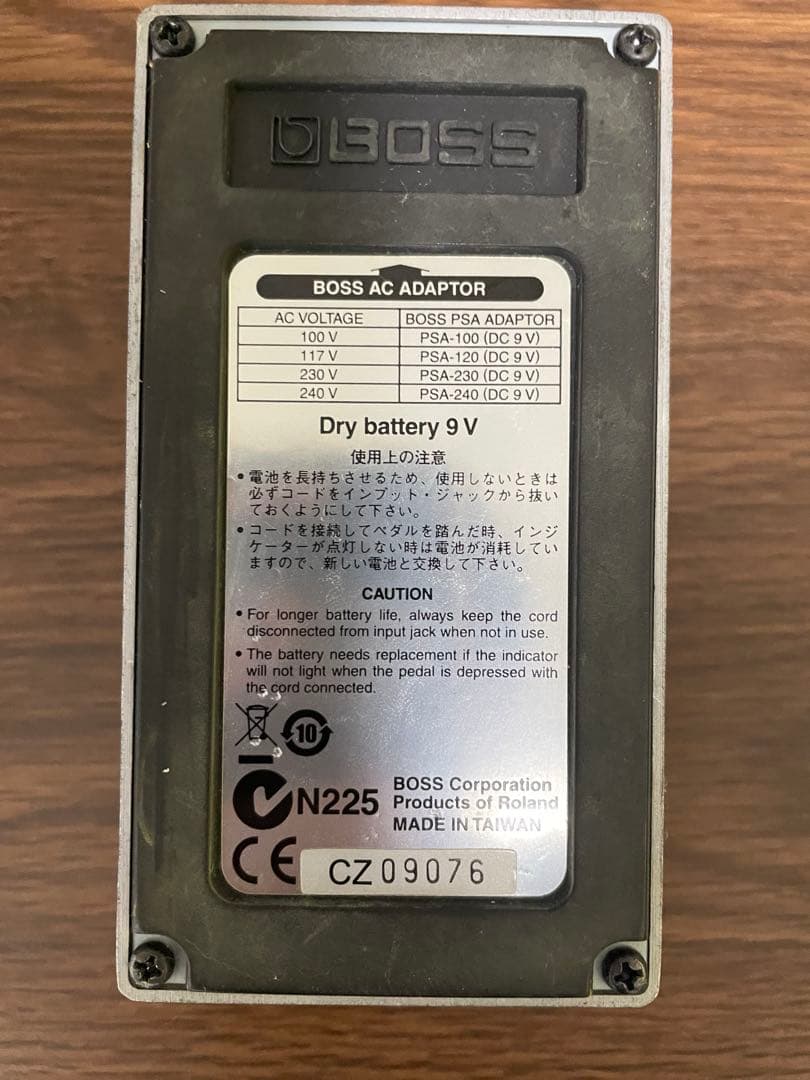 BOSS
BOSS AC ADAPTOR
AC VOLTAGE BOSS PSA ADAPTOR
100 V PSA-100 (DC 9 V)
117 V PSA-120 (DC 9 V)
230 V PSA-230 (DC 9 V)
240 V PSA-240 (DC 9 V)
Dry battery 9 V
使用上の注意
● 電池を長持ちさせるため、使用しないときは
必ずコードをインプット・ジャックから抜い
ておくようにして下さい。
● コードを接続してペダルを踏んだ時、インジ
ケーターが点灯しない時は電池が消耗してい
ますので、新しい電池と交換して下さい。
CAUTION
● For longer battery life, always keep the cord
disconnected from input jack when not in use.
● The battery needs replacement if the indicator
will not light when the pedal is depressed with
the cord connected.
10
N225
BOSS Corporation
Products of Roland
MADE IN TAIWAN
CE
CZ 09076